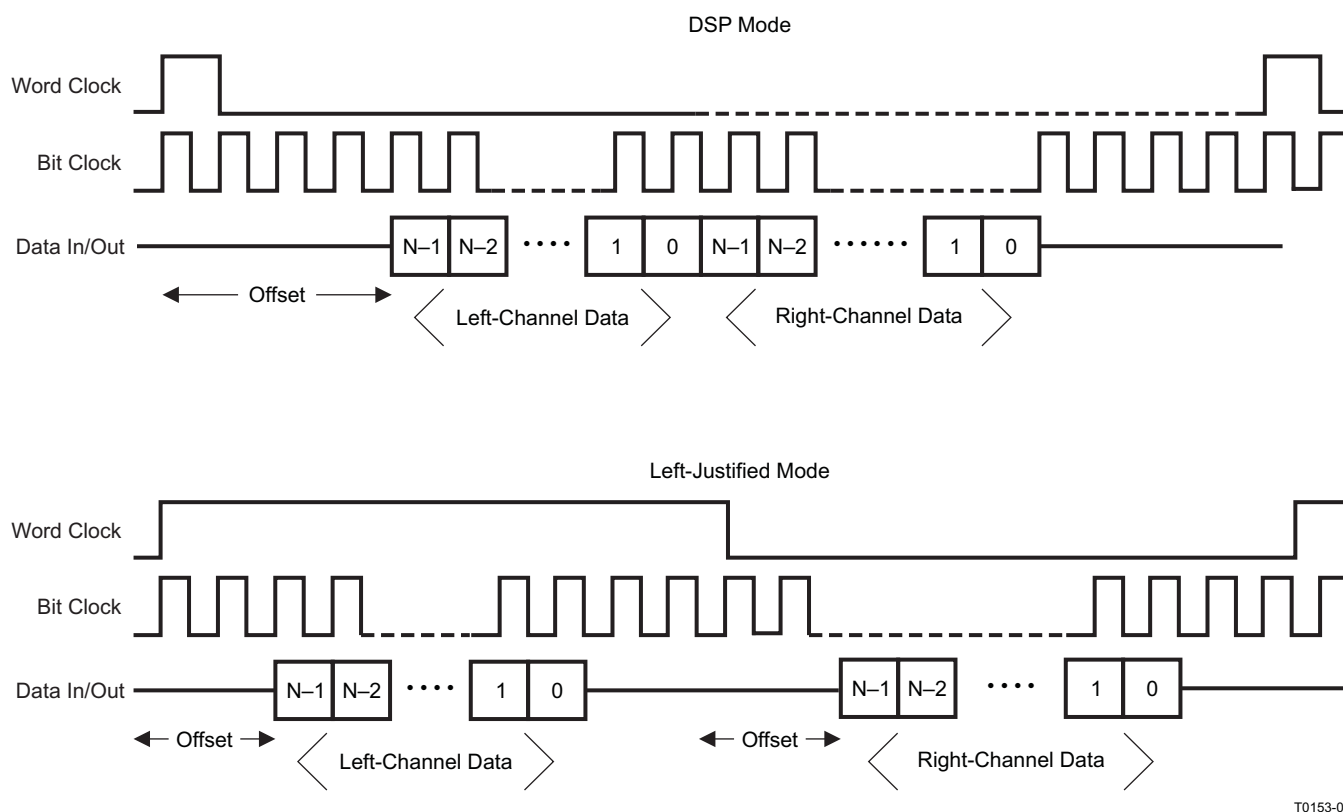 DSP Mode
Word Clock
Bit Clock
Data In/Out
N–1 N–2 •••• 1 0 N–1 N–2 •••••• 1 0
Offset
Left-Channel Data
Right-Channel Data
Left-Justified Mode
Word Clock
Bit Clock
Data In/Out
N–1 N–2 •••• 1 0 N–1 N–2 •••• 1 0
Offset
Offset
Left-Channel Data
Right-Channel Data